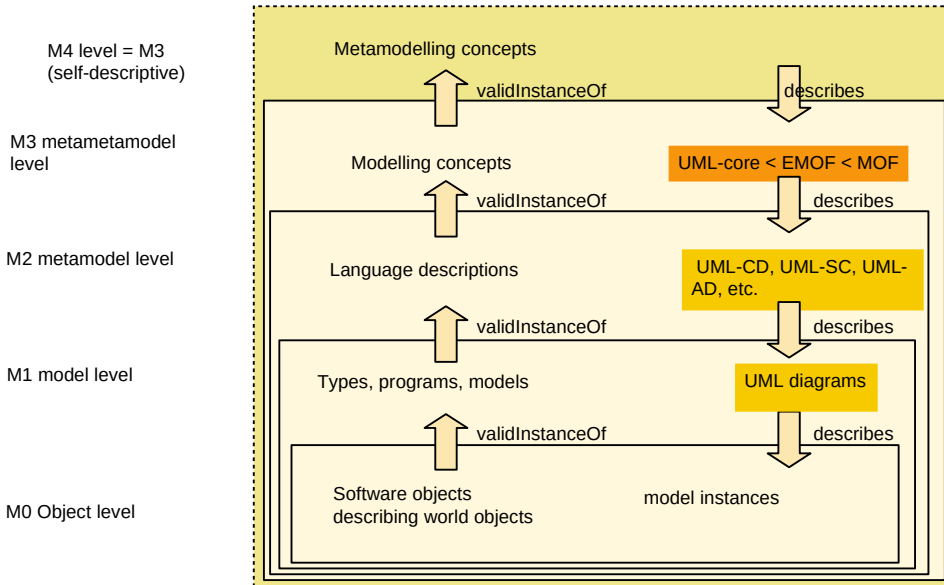 M4 level = M3
(self-descriptive)
Metamodelling concepts
validInstanceOf
describes
M3 metametamodel
level
Modelling concepts
UML-core < EMOF < MOF
validInstanceOf
describes
M2 metamodel level
Language descriptions
UML-CD, UML-SC, UML-
AD, etc.
validInstanceOf
describes
M1 model level
Types, programs, models
UML diagrams
validInstanceOf
describes
M0 Object level
Software objects
describing world objects
model instances